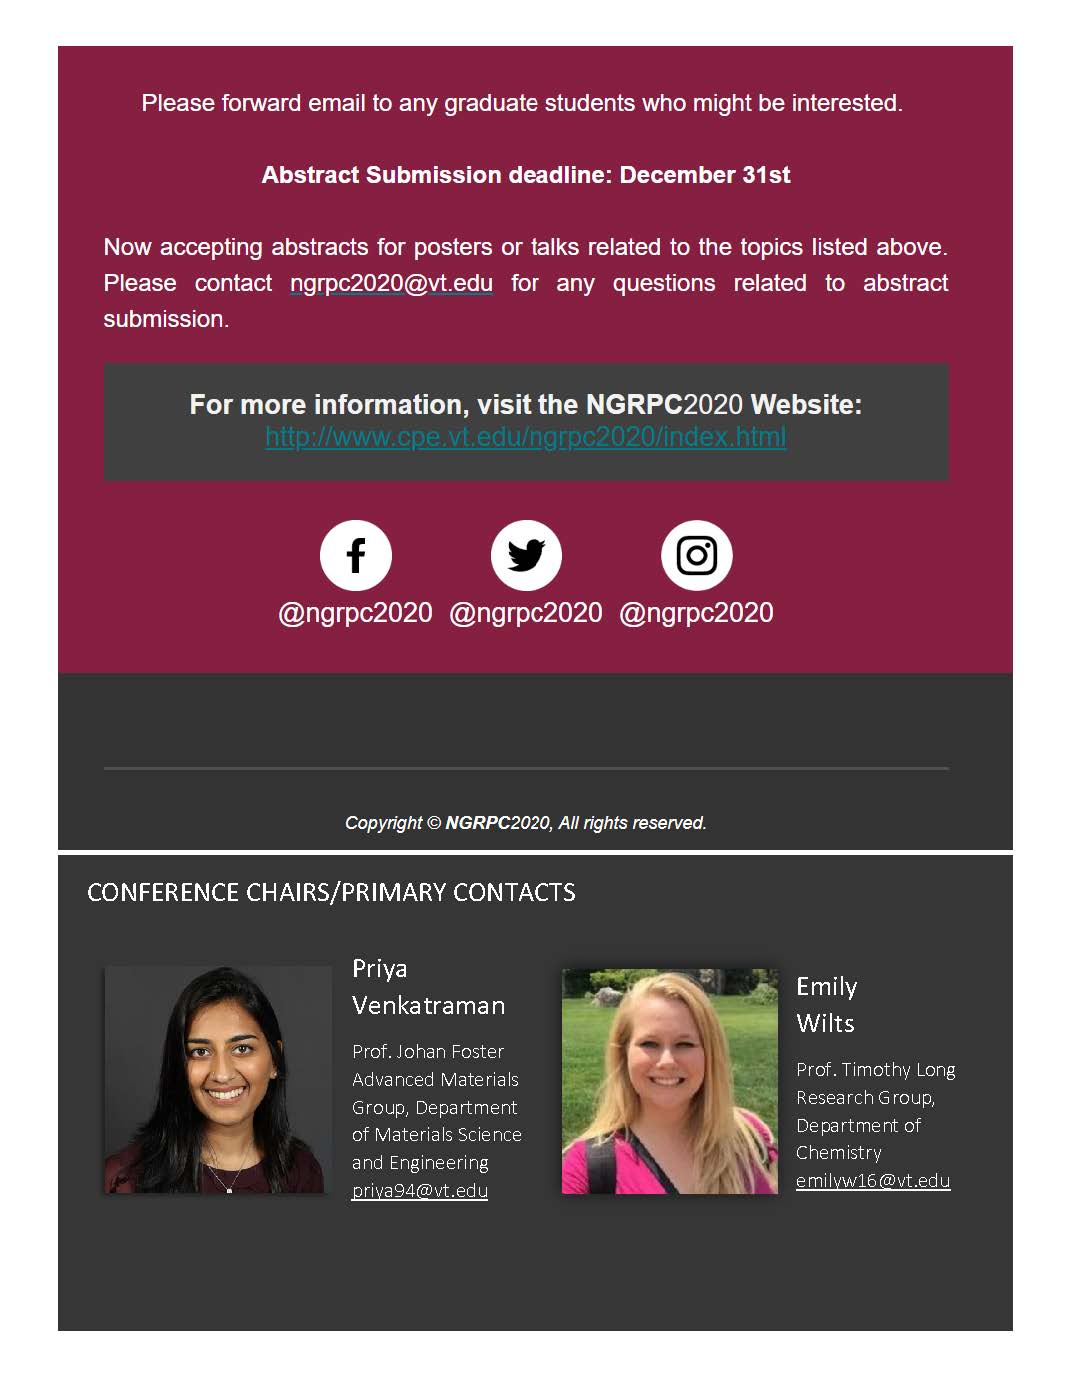 Please forward email to any graduate students who might be interested.
Abstract Submission deadline: December 31st
Now accepting abstracts for posters or talks related to the topics listed above.
Please contact ngrpc2020@vt.edu for any questions related to abstract
submission.
For more information, visit the NGRPC2020 Website:
http://www.cpe.vt.edu/ngrpc2020/index.html
@ngrpc2020 @ngrpc2020 @ngrpc2020
Copyright © NGRPC2020, All rights reserved.
CONFERENCE CHAIRS/PRIMARY CONTACTS
Priya
Venkatraman
Prof. Johan Foster
Advanced Materials
Group, Department
of Materials Science
and Engineering
priya94@vt.edu
Emily
Wilts
Prof. Timothy Long
Research Group,
Department of
Chemistry
emilyw16@vt.edu